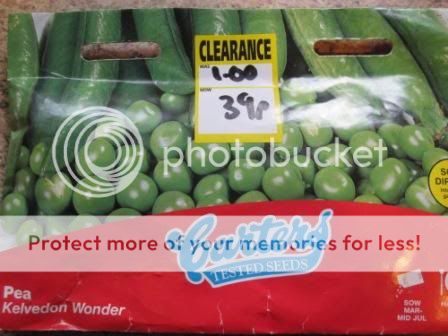 CLEARANCE
WAS
1-00
NOW
39p
photobucket
Protect more of your memories for less!
Carters
TESTED SEEDS
Pea
Kelvedon Wonder
SOW
MAR-
MID JUL